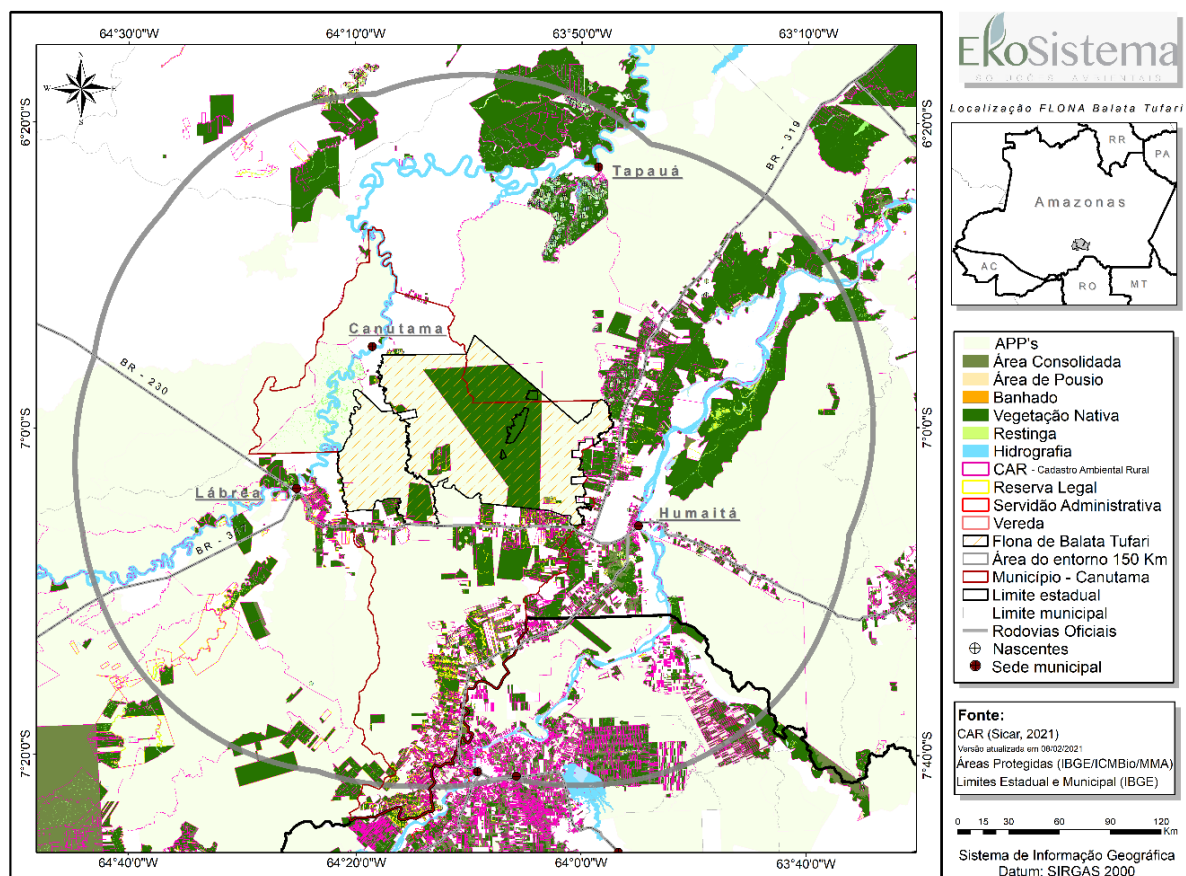 64°30'0"W
64°10'0"W
63°50'0"W
63°10'0"W
6°20'0"S
7°0'0"S
7°20'0"S
6°20'0"S
7°0'0"S
7°40'0"S
64°40'0"W
64°20'0"W
64°0'0"W
63°40'0"W
N
S
BR - 319
Tapauá
Canutama
BR - 230
Lábrea
BR - 3
Humaitá
EkoSistema
Localização FLONA Balata Tufari
RR
PA
Amazonas
AC
RO
MT
APP's
Área Consolidada
Área de Pousio
Banhado
Vegetação Nativa
Restinga
Hidrografia
CAR - Cadastro Ambiental Rural
Reserva Legal
Servidão Administrativa
Vereda
Flona de Balata Tufari
Área do entorno 150 Km
Município - Canutama
Limite estadual
Limite municipal
Rodovias Oficiais
Nascentes
Sede municipal
Fonte:
CAR (Sicar, 2021)
Áreas Protegidas (IBGE/ICMBio/MMA)
Limites Estadual e Municipal (IBGE)
0 15 30 60 90 120
Km
Sistema de Informação Geográfica
Datum: SIRGAS 2000